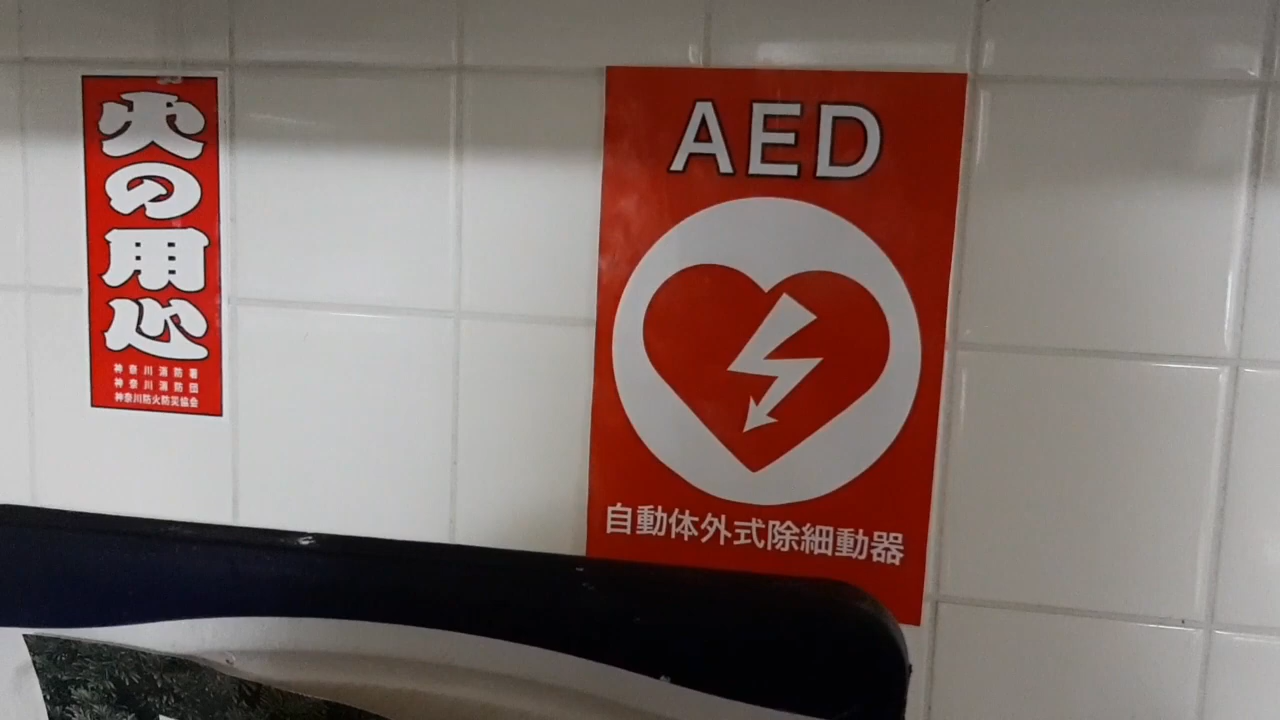 火の用心
神奈川消防署
神奈川消防団
神奈川防火防災協会
AED
自動体外式除細動器